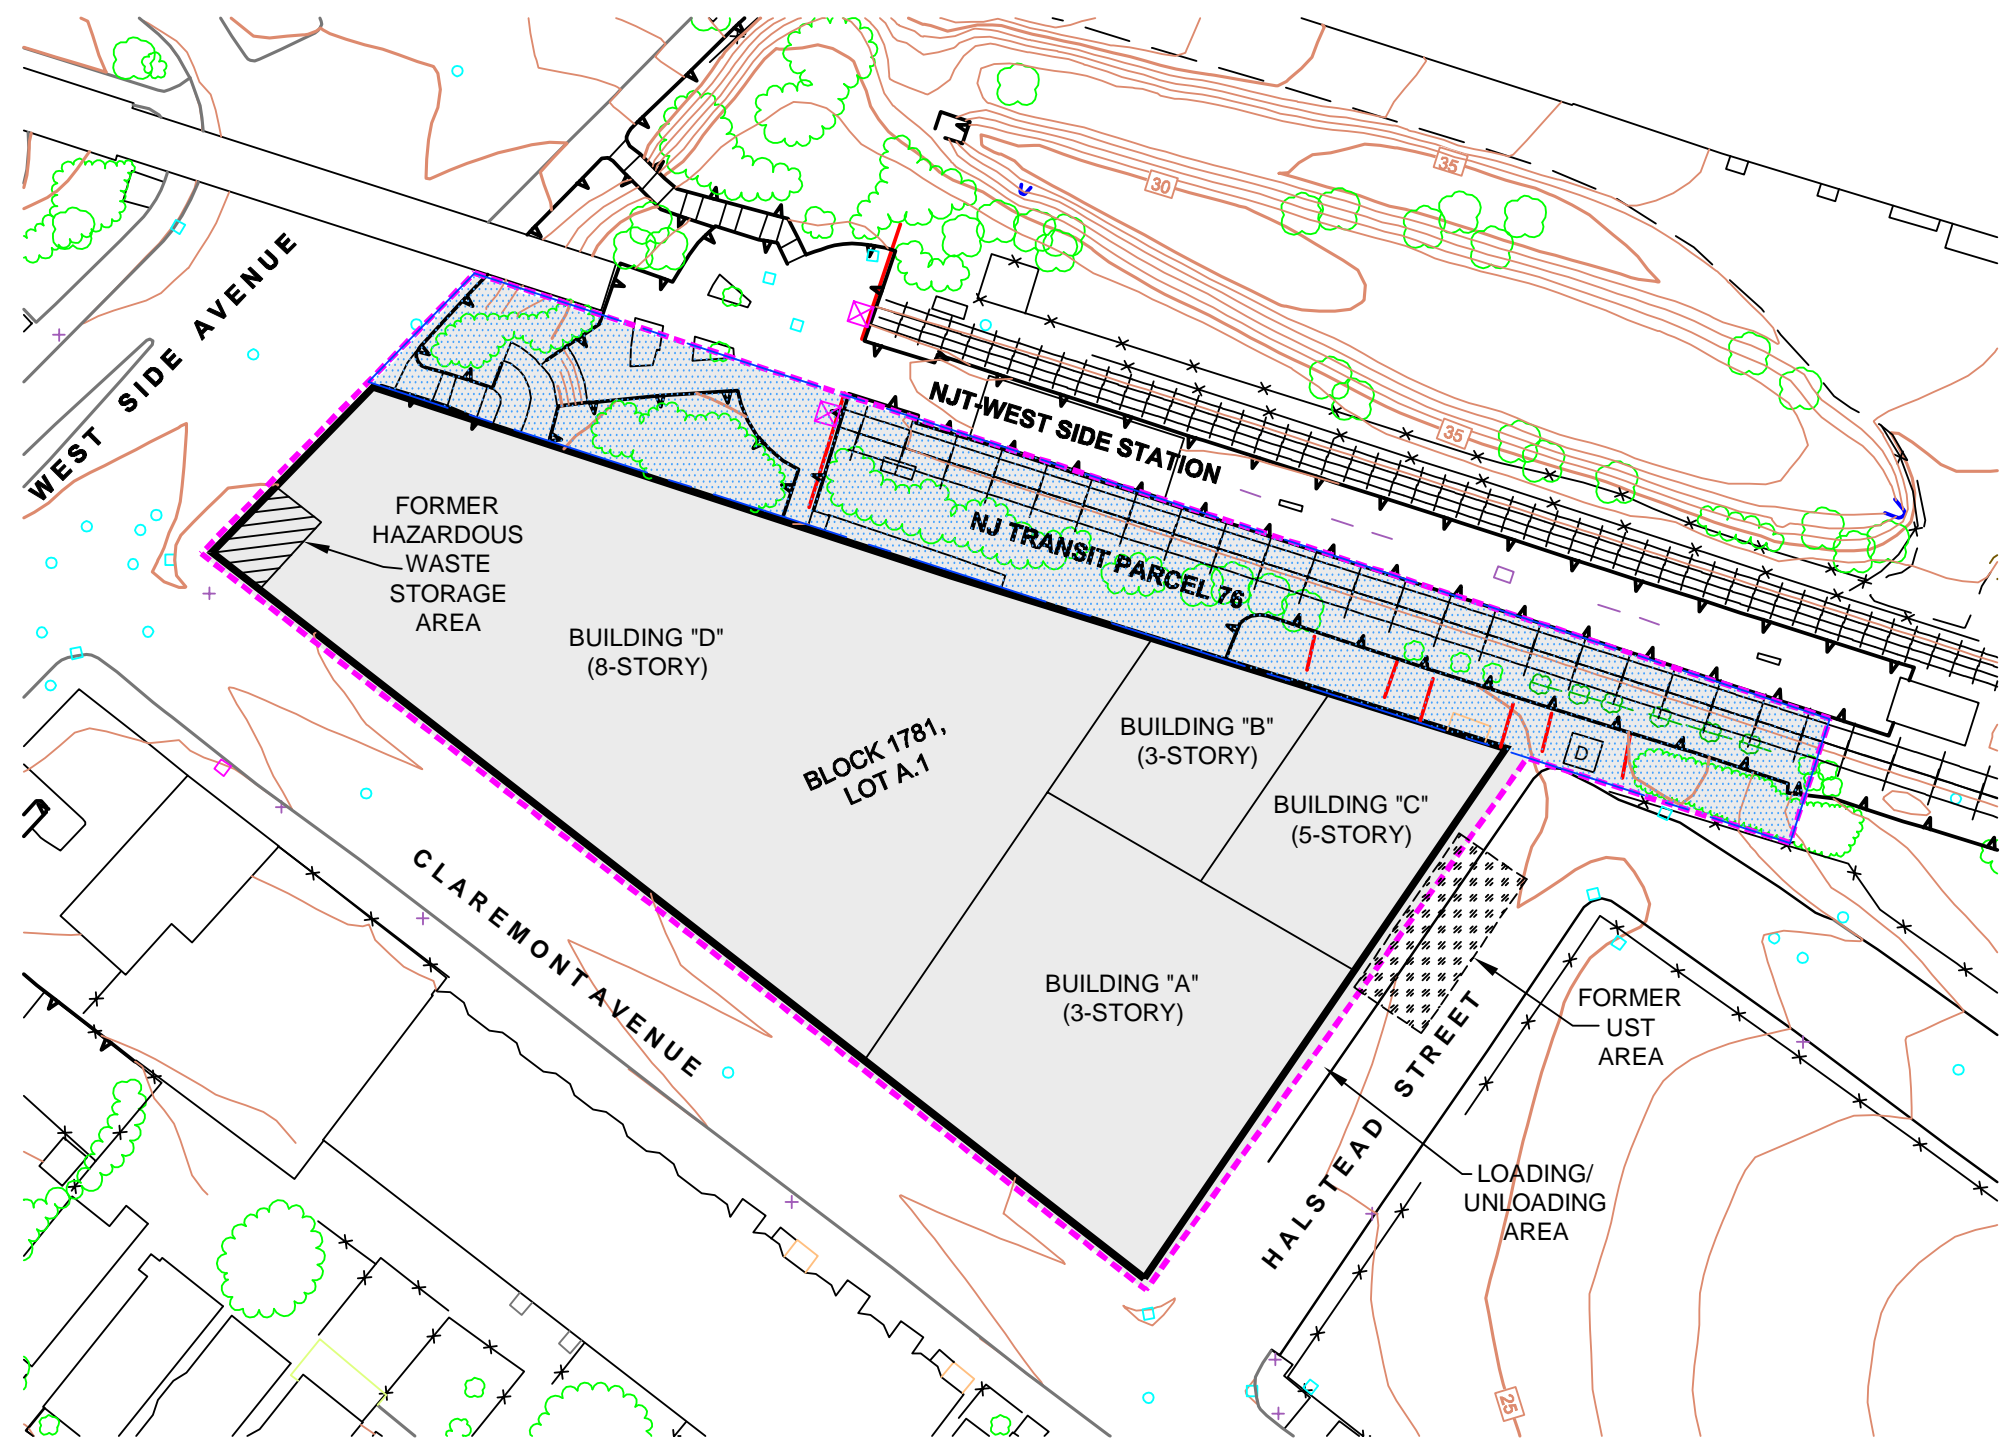 35
30
WEST SIDE AVENUE
NJT-WEST SIDE STATION
35
NJ TRANSIT PARCEL 76
FORMER
HAZARDOUS
WASTE
STORAGE
AREA
BUILDING "D"
(8-STORY)
BLOCK 1781,
LOT A.1
BUILDING "B"
(3-STORY)
D
BUILDING "C"
(5-STORY)
CLAREMONT AVENUE
BUILDING "A"
(3-STORY)
FORMER
UST
AREA
HALSTEAD STREET
LOADING/
UNLOADING
AREA
25